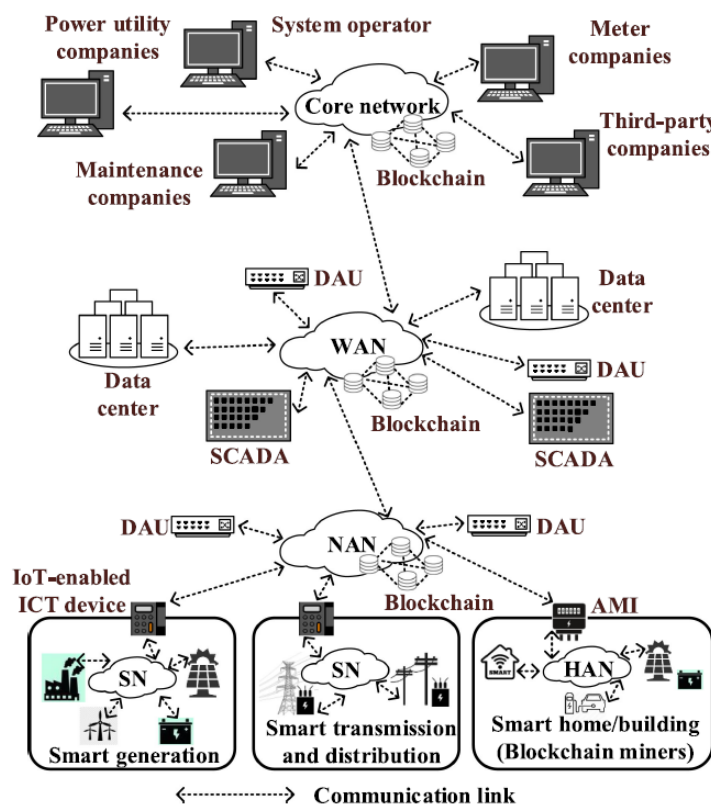 Power utility
companies
System operator
Meter
companies
Core network
Third-party
companies
Maintenance
companies
Blockchain
DAU
Data
center
WAN
Data
center
DAU
Blockchain
SCADA
SCADA
DAU
DAU
NAN
IoT-enabled
ICT device
Blockchain
AMI
SN
SN
SMART
HAN
Smart generation
Smart transmission
and distribution
Smart home/building
(Blockchain miners)
Communication link